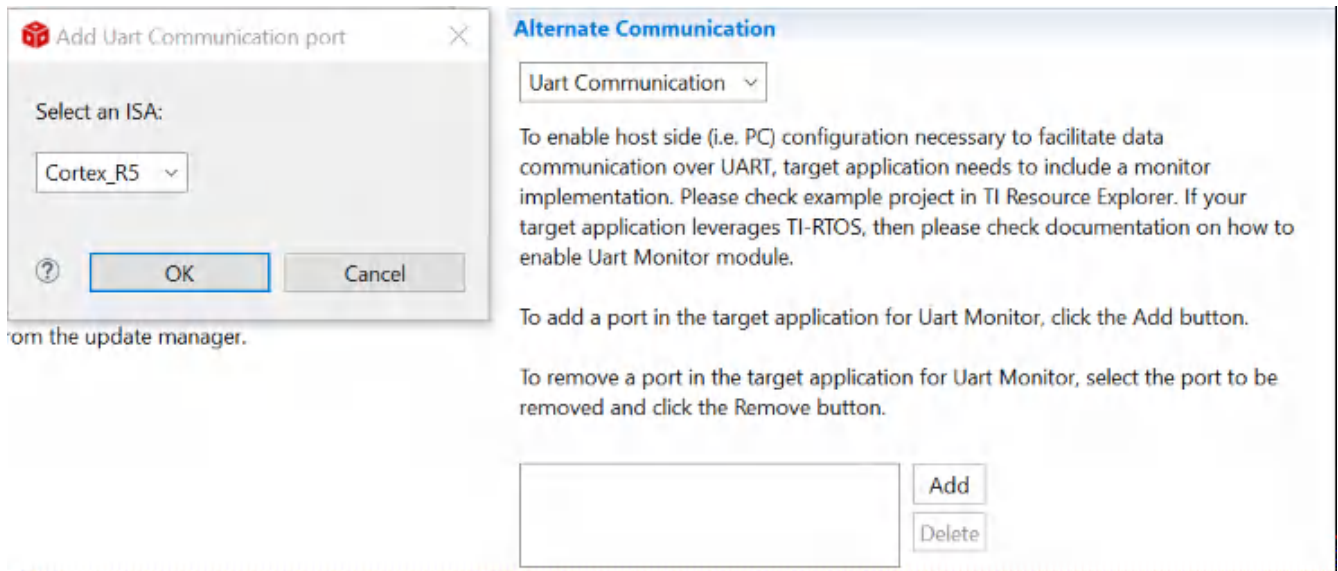 Add Uart Communication port
Select an ISA:
Cortex_R5
OK
Cancel
om the update manager.
Alternate Communication
Uart Communication
To enable host side (i.e. PC) configuration necessary to facilitate data
communication over UART, target application needs to include a monitor
implementation. Please check example project in TI Resource Explorer. If your
target application leverages TI-RTOS, then please check documentation on how to
enable Uart Monitor module.
To add a port in the target application for Uart Monitor, click the Add button.
To remove a port in the target application for Uart Monitor, select the port to be
removed and click the Remove button.
Add
Delete